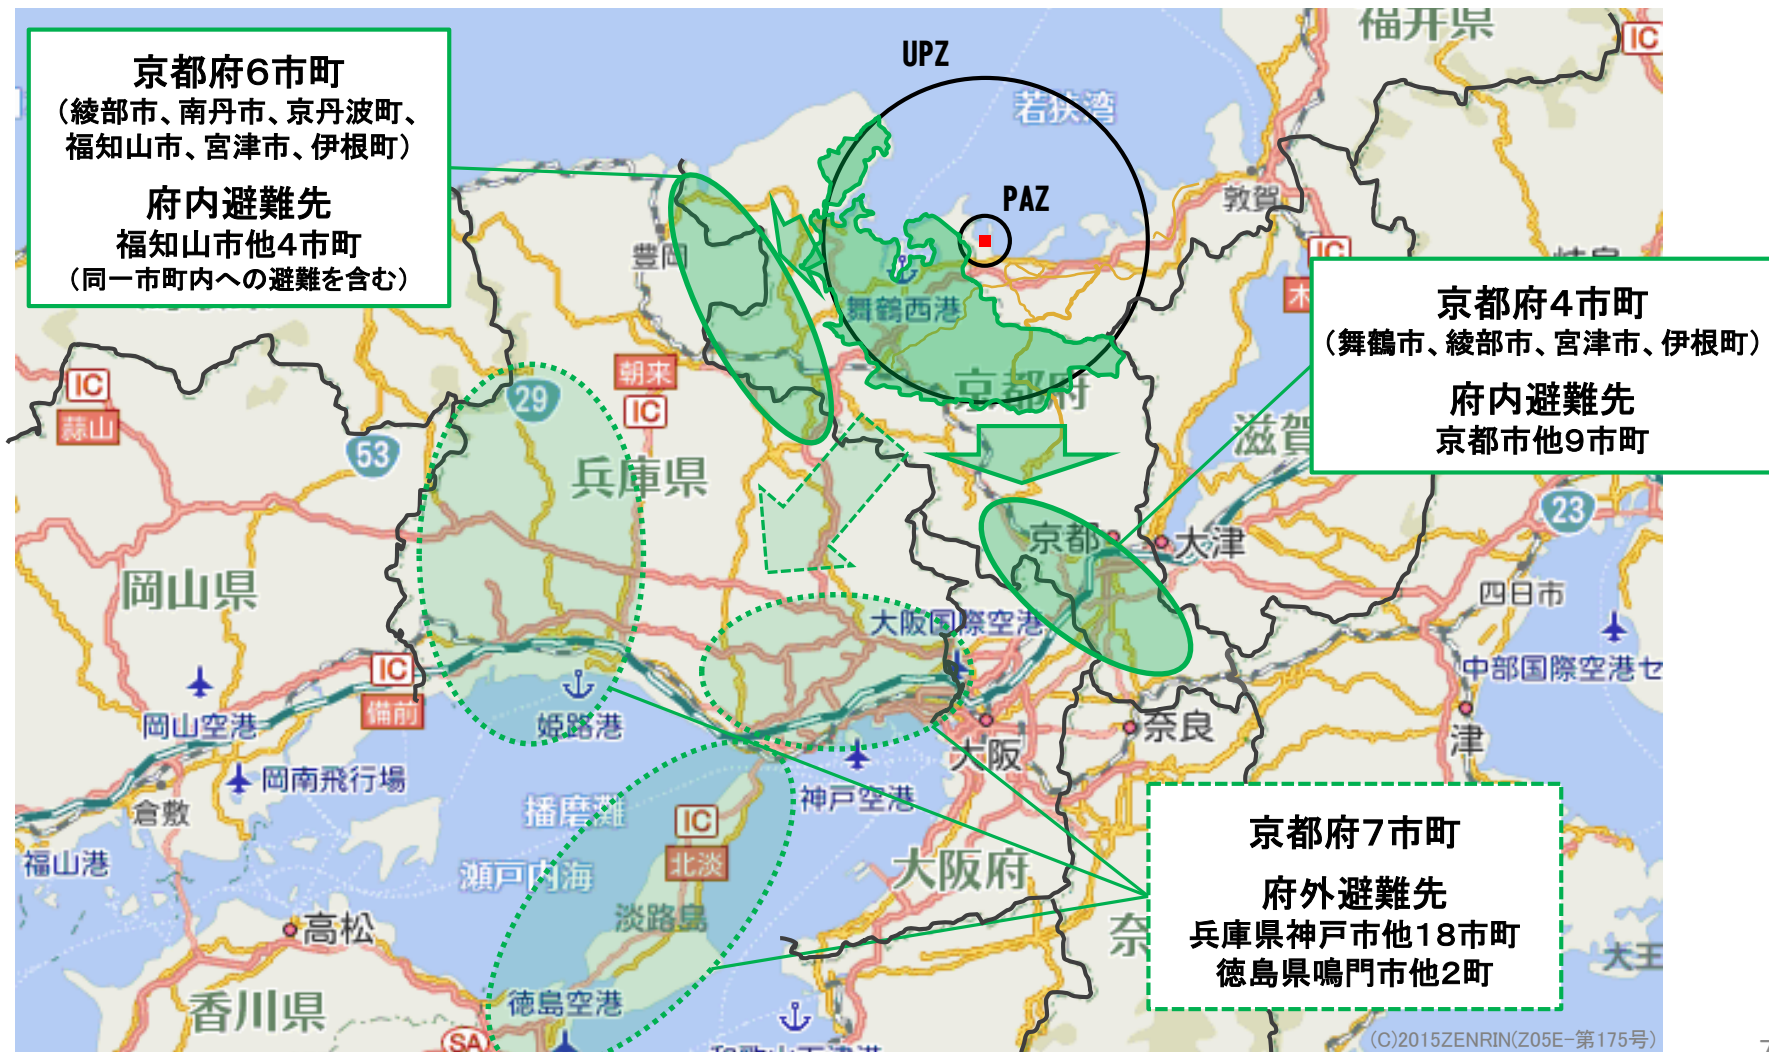 京都府6市町
（綾部市、南丹市、京丹波町、
福知山市、宮津市、伊根町）
府内避難先
福知山市他4市町
（同一市町内への避難を含む）
UPZ
PAZ
若狭湾
福井県
IC
敦賀
IC
木
豊岡
舞鶴西港
京都府
滋賀
京都府4市町
（舞鶴市、綾部市、宮津市、伊根町）
府内避難先
京都市他9市町
IC
蒜山
29
53
朝来
IC
兵庫県
京都
大津
23
岡山県
四日市
大阪国際空港
中部国際空港セ
IC
備前
岡山空港
姫路港
奈良
津
大阪
岡南飛行場
倉敷
神戸空港
播磨灘
IC
北淡
福山港
瀬戸内海
大阪府
淡路島
高松
奈
大王
京都府7市町
府外避難先
兵庫県神戸市他18市町
徳島県鳴門市他2町
香川県
徳島空港
SA
(C)2015ZENRIN(Z05E-第175号)